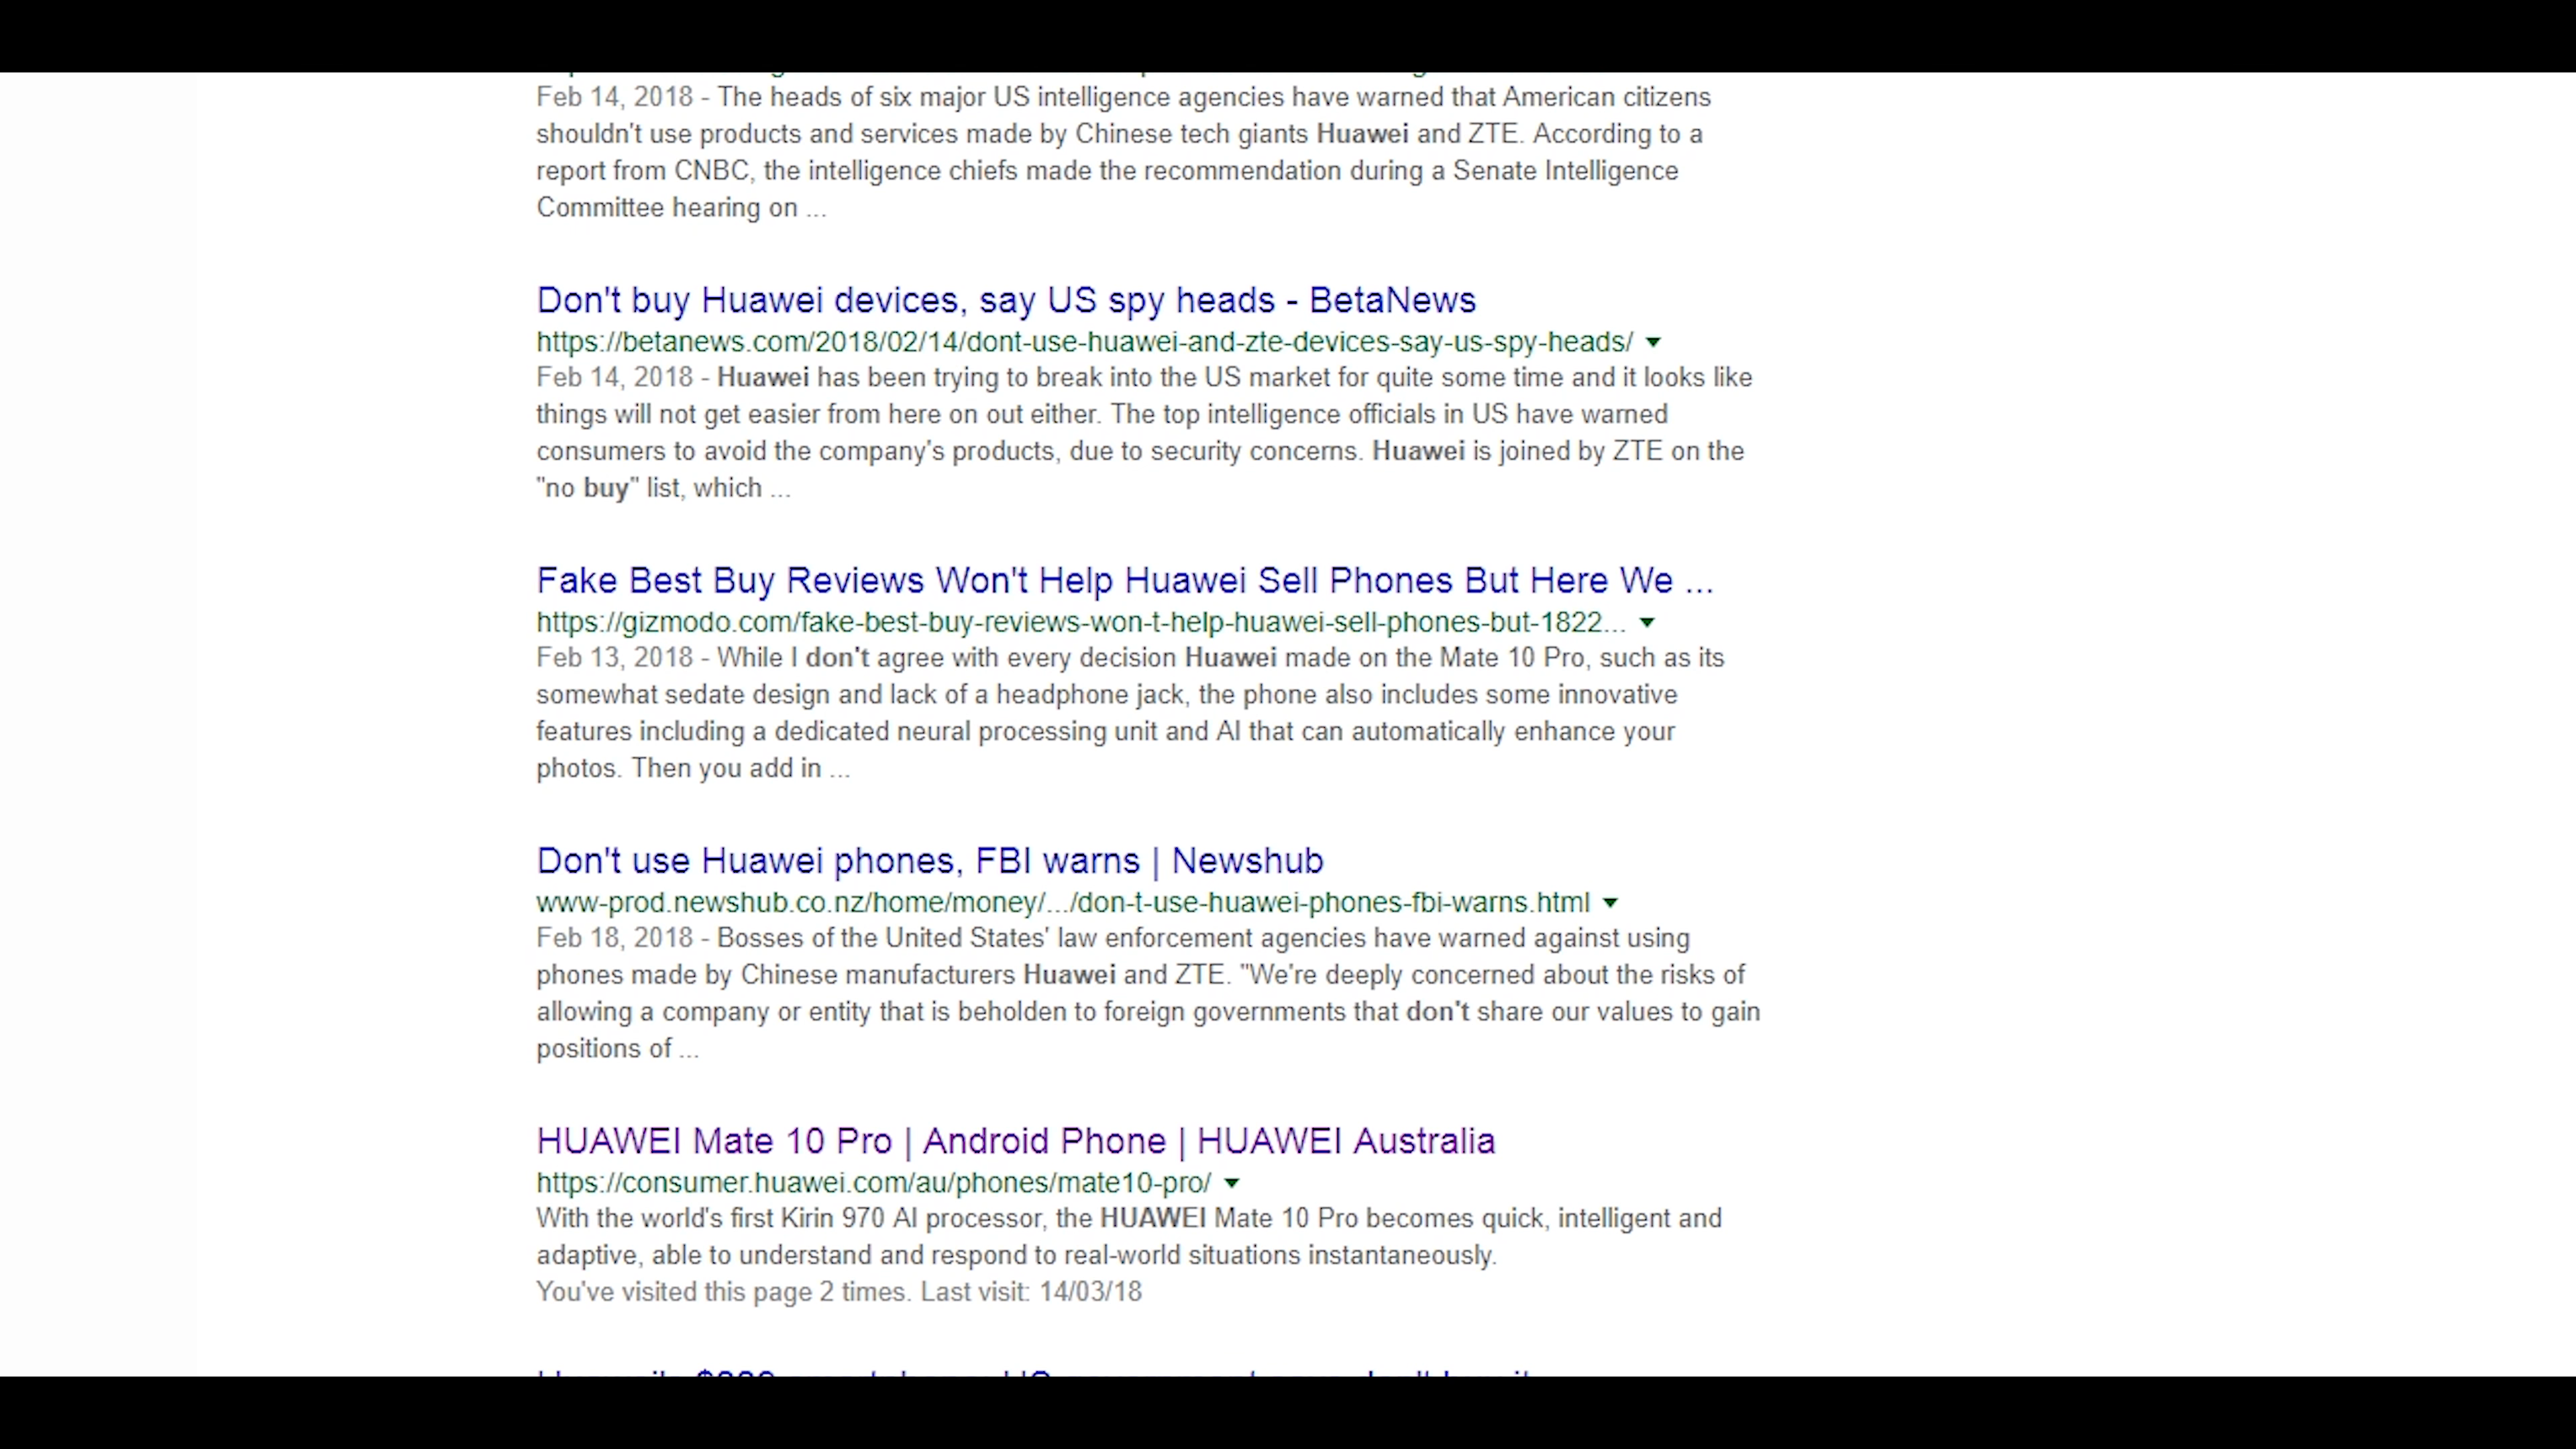 Feb 14, 2018 - The heads of six major US intelligence agencies have warned that American citizens
shouldn't use products and services made by Chinese tech giants Huawei and ZTE. According to a
report from CNBC, the intelligence chiefs made the recommendation during a Senate Intelligence
Committee hearing on ...
Don't buy Huawei devices, say US spy heads - BetaNews
https://betanews.com/2018/02/14/dont-use-huawei-and-zte-devices-say-us-spy-heads/ ▼
Feb 14, 2018 - Huawei has been trying to break into the US market for quite some time and it looks like
things will not get easier from here on out either. The top intelligence officials in US have warned
consumers to avoid the company's products, due to security concerns. Huawei is joined by ZTE on the
"no buy" list, which ...
Fake Best Buy Reviews Won't Help Huawei Sell Phones But Here We ...
https://gizmodo.com/fake-best-buy-reviews-won-t-help-huawei-sell-phones-but-1822... ▼
Feb 13, 2018 - While I don't agree with every decision Huawei made on the Mate 10 Pro, such as its
somewhat sedate design and lack of a headphone jack, the phone also includes some innovative
features including a dedicated neural processing unit and AI that can automatically enhance your
photos. Then you add in ...
Don't use Huawei phones, FBI warns | Newshub
www-prod.newshub.co.nz/home/money/.../don-t-use-huawei-phones-fbi-warns.html ▼
Feb 18, 2018 - Bosses of the United States' law enforcement agencies have warned against using
phones made by Chinese manufacturers Huawei and ZTE. "We're deeply concerned about the risks of
allowing a company or entity that is beholden to foreign governments that don't share our values to gain
positions of ...
HUAWEI Mate 10 Pro | Android Phone | HUAWEI Australia
https://consumer.huawei.com/au/phones/mate10-pro/ ▼
With the world's first Kirin 970 AI processor, the HUAWEI Mate 10 Pro becomes quick, intelligent and
adaptive, able to understand and respond to real-world situations instantaneously.
You've visited this page 2 times. Last visit: 14/03/18